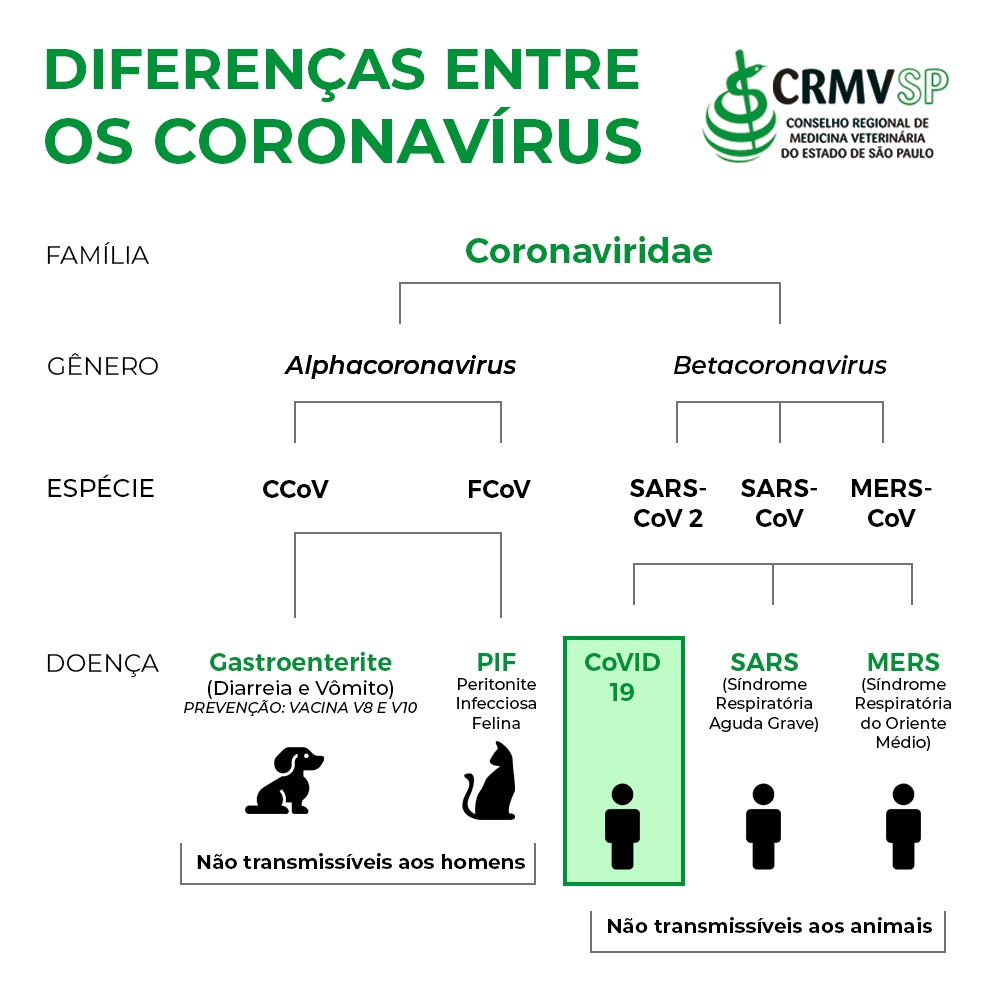 DIFERENÇAS ENTRE
OS CORONAVÍRUS
CRMVSP
CONSELHO REGIONAL DE
MEDICINA VETERINÁRIA
DO ESTADO DE SÃO PAULO
FAMÍLIA
Coronaviridae
GÊNERO
Alphacoronavirus
Betacoronavirus
ESPÉCIE
CCoV
FCoV
SARS-
CoV 2
SARS-
CoV
MERS-
CoV
DOENÇA
Gastroenterite
(Diarreia e Vômito)
PREVENÇÃO: VACINA V8 E V10
PIF
Peritonite
Infecciosa
Felina
CoVID
19
SARS
(Síndrome
Respiratória
Aguda Grave)
MERS
(Síndrome
Respiratória
do Oriente
Médio)
Não transmissíveis aos homens
Não transmissíveis aos animais